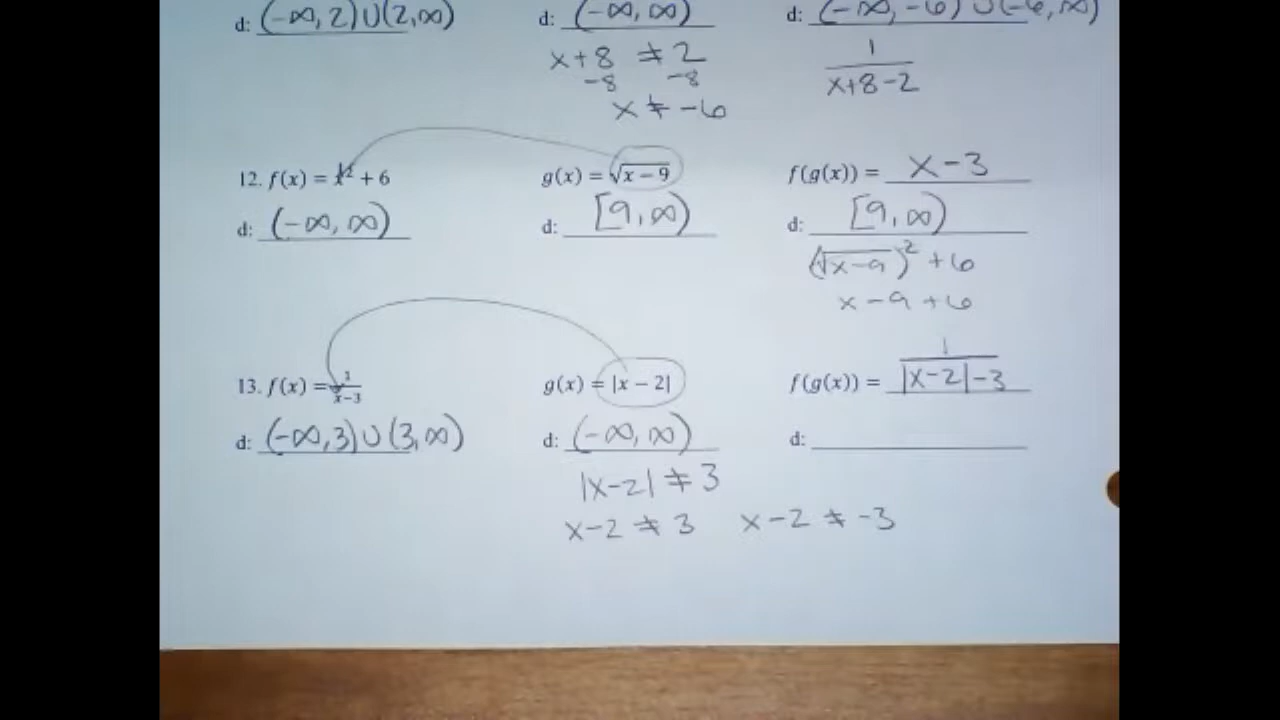 d: (-∞, 2)∪(2,∞) d: (-∞, ∞) d: (-∞, -6)∪(-6, ∞)
x+8 ≠ 2
-8 -8
x ≠ -6
1
x+8-2
12. f(x) = x² + 6 g(x) = √x − 9 f(g(x)) = x-3
d: (-∞, ∞) d: [9, ∞) d: [9, ∞)
(√x-9)² + 6
x - 9 + 6
13. f(x) = 1/x−3 g(x) = |x − 2| f(g(x)) = 1/|x-2|-3
d: (-∞,3)∪(3,∞) d: (-∞, ∞) d:
|x-2| ≠ 3
x-2 ≠ 3 x-2 ≠ -3